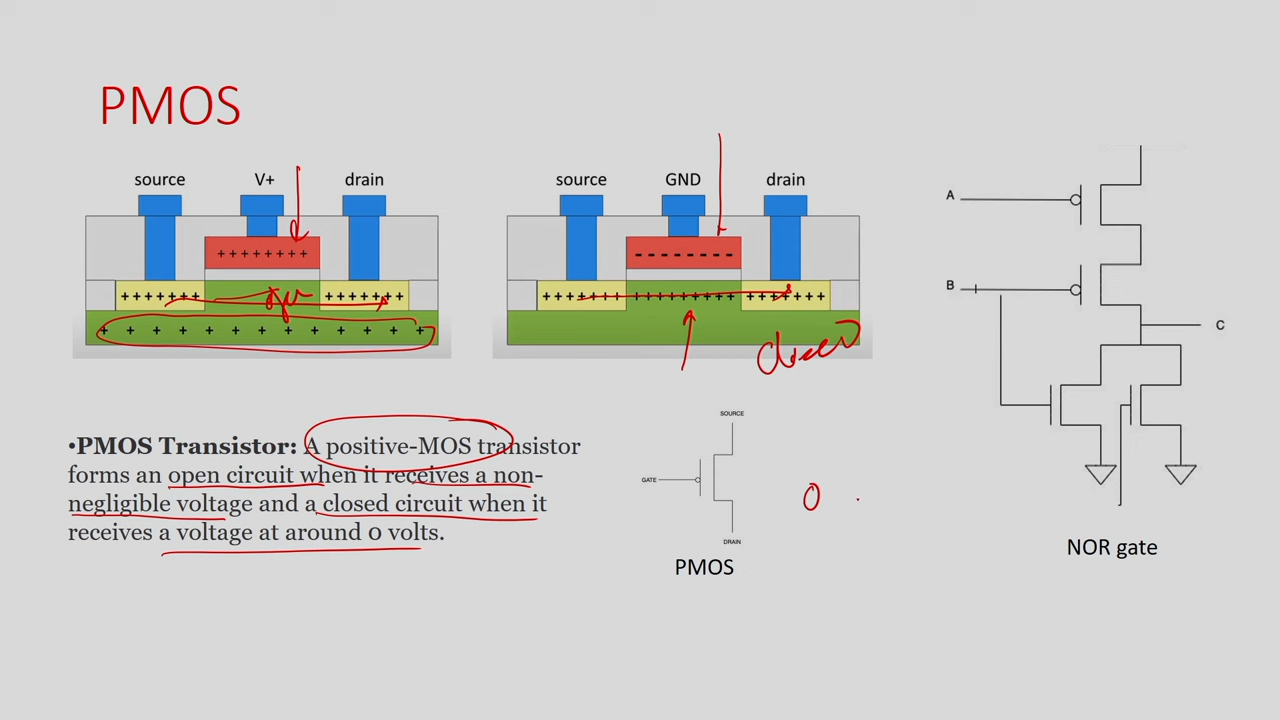 PMOS
source V+ drain
source GND drain
+ + + + + + + +
- - - - - - - -
+ + + + + + + + + + + + + +
+ + + + + + + + + + + + + + + + + + + + + + +
+ + + + + + + + + + + + +
closed
A
B
C
•PMOS Transistor: A positive-MOS transistor
forms an open circuit when it receives a non-
negligible voltage and a closed circuit when it
receives a voltage at around 0 volts.
SOURCE
GATE
DRAIN
PMOS
0
NOR gate